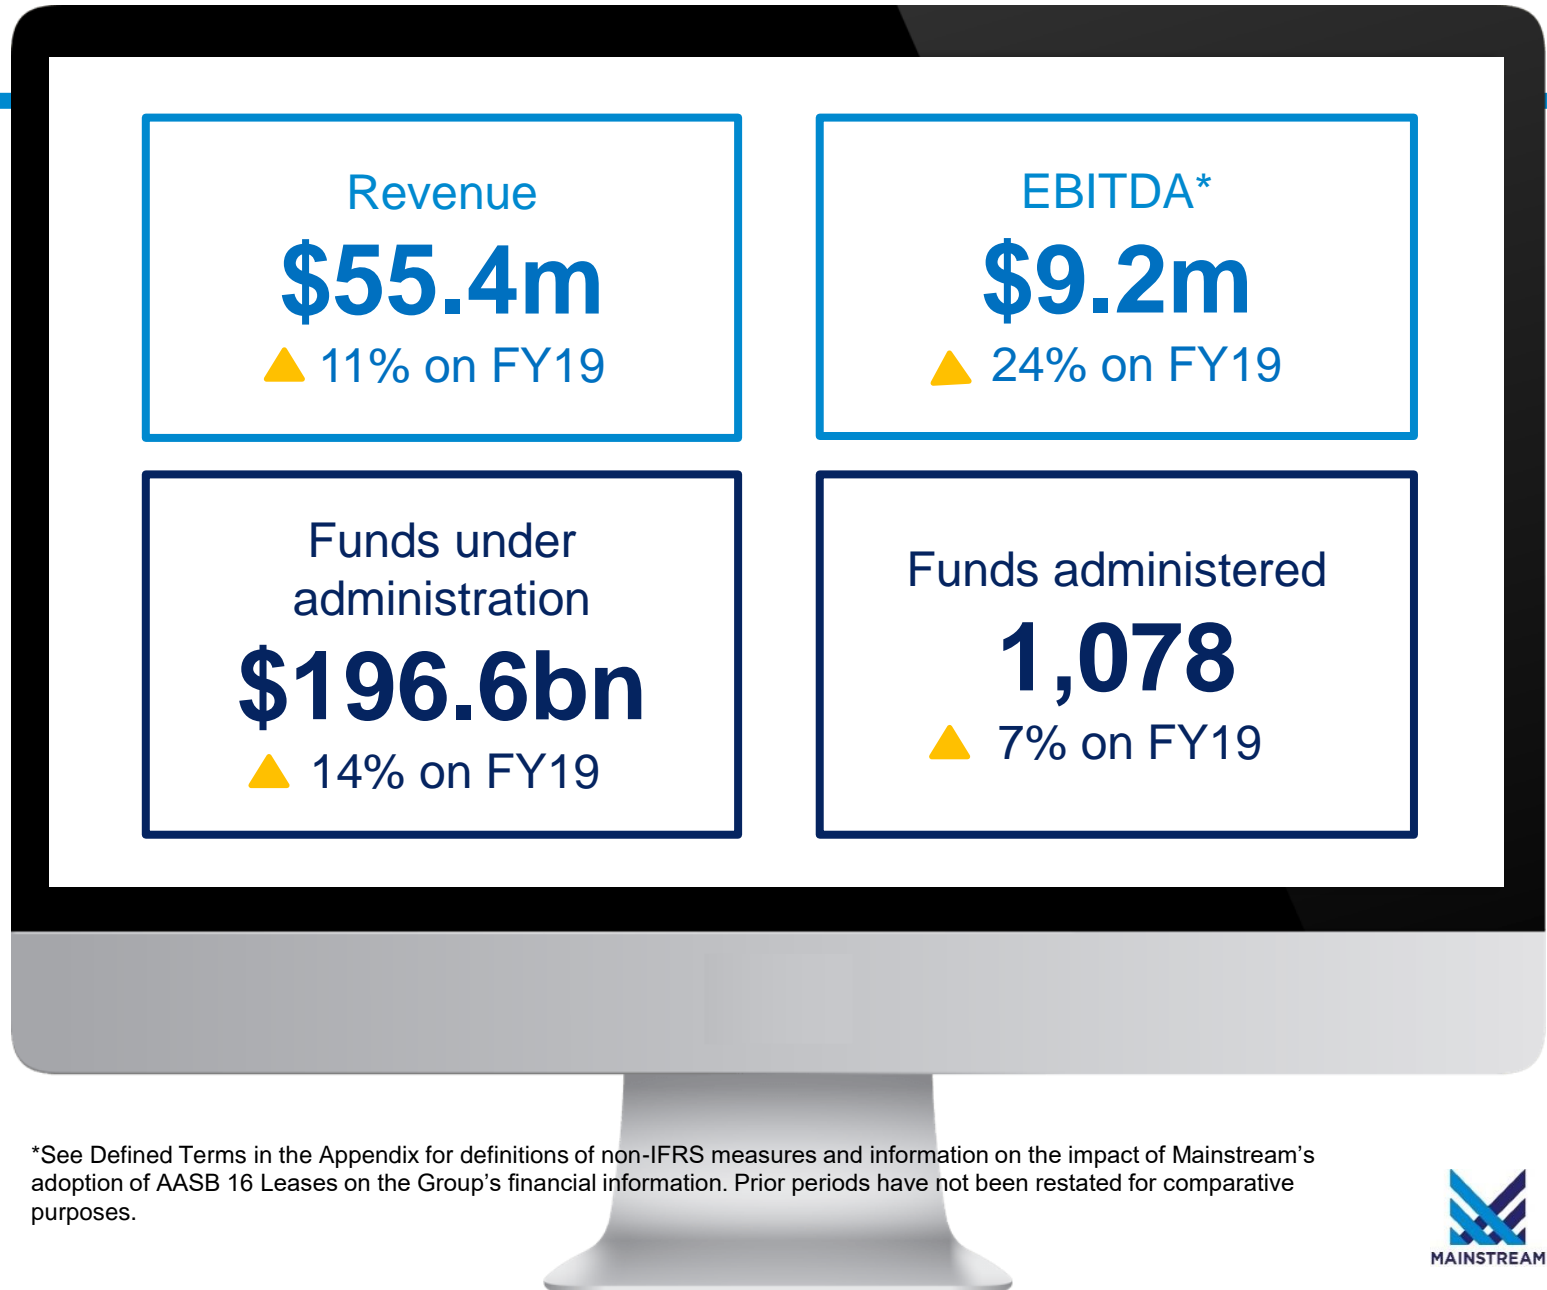 Revenue
$55.4m
11% on FY19
EBITDA*
$9.2m
24% on FY19
Funds under
administration
$196.6bn
14% on FY19
Funds administered
1,078
7% on FY19
*See Defined Terms in the Appendix for definitions of non-IFRS measures and information on the impact of Mainstream’s
adoption of AASB 16 Leases on the Group’s financial information. Prior periods have not been restated for comparative
purposes.
MAINSTREAM